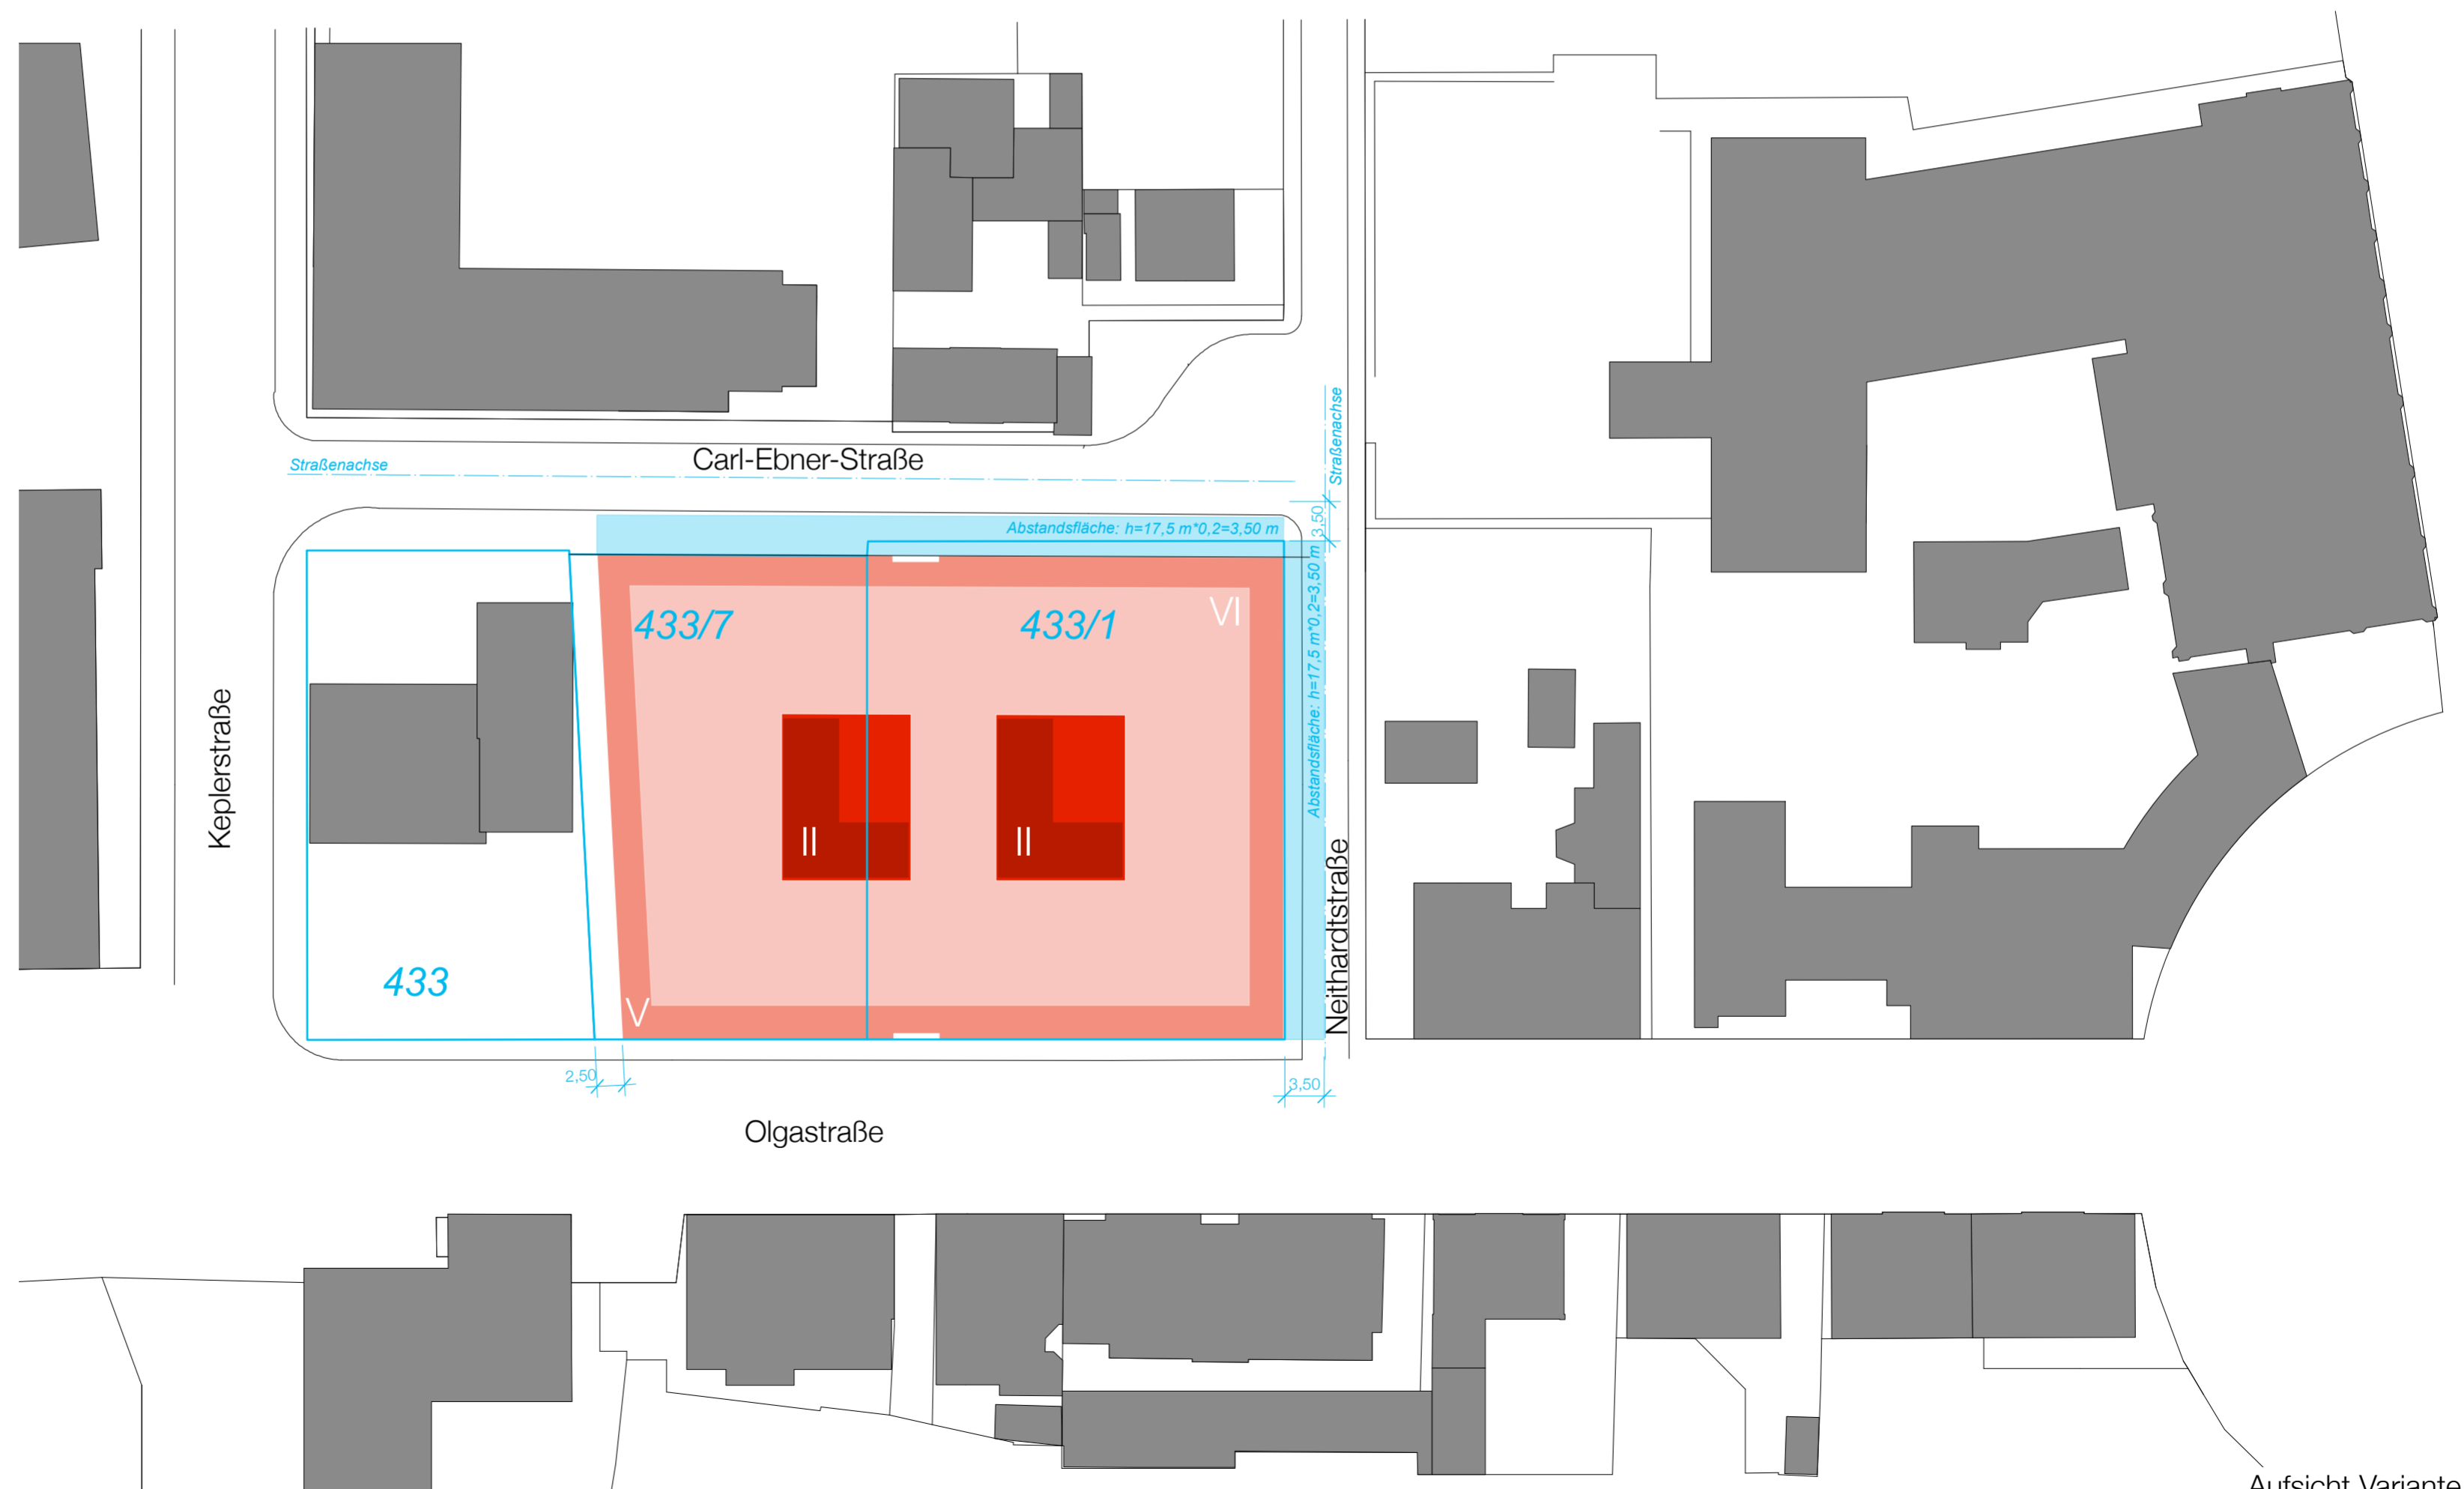 Carl-Ebner-Straße
Straßenachse
Straßenachse
Abstandsfläche: h=17,5 m*0,2=3,50 m
3,50
433/7
433/1
VI
Abstandsfläche: h=17,5 m*0,2=3,50 m
Keplerstraße
II
II
Neithardtstraße
433
V
2,50
3,50
Olgastraße
Aufsicht Variante